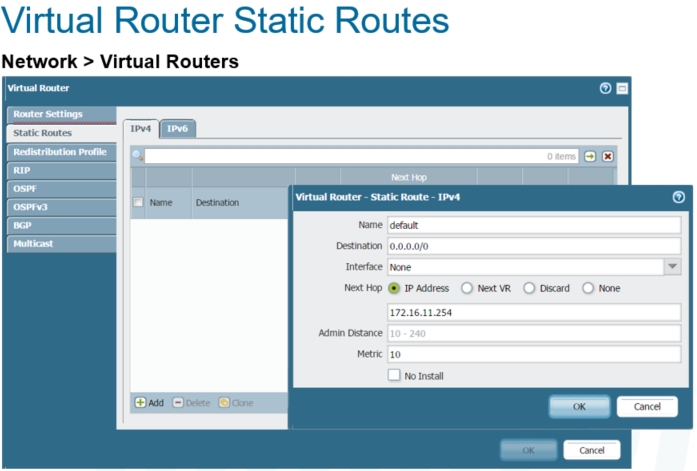 Virtual Router Static Routes
Network > Virtual Routers
Virtual Router
Router Settings
Static Routes
Redistribution Profile
RIP
OSPF
OSPFv3
BGP
Multicast
IPv4 IPv6
0 items
Next Hop
Name Destination
Add Delete Clone
Virtual Router - Static Route - IPv4
Name default
Destination 0.0.0.0/0
Interface None
Next Hop IP Address Next VR Discard None
172.16.11.254
Admin Distance 10 - 240
Metric 10
No Install
OK Cancel
OK Cancel